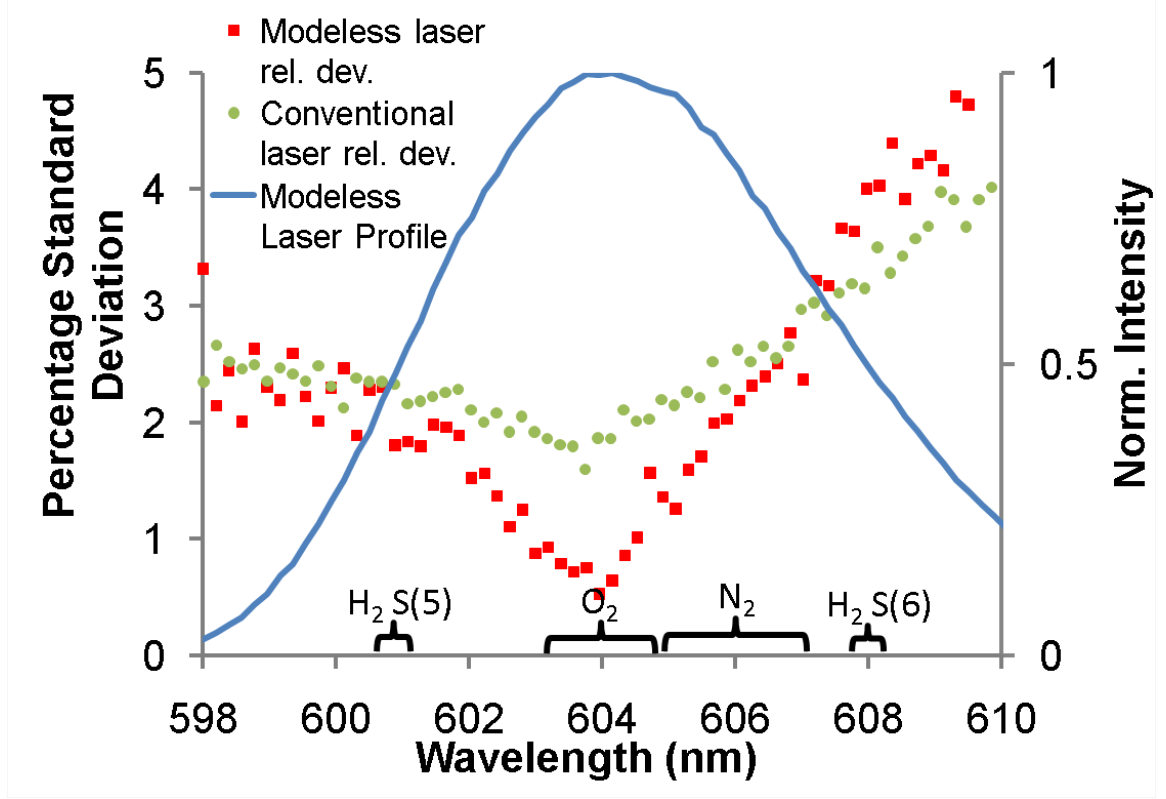 Modeless laser
rel. dev.
Conventional
laser rel. dev.
Modeless
Laser Profile
Percentage Standard
Deviation
5
4
3
2
1
0
1
0.5
0
Norm. Intensity
H₂ S(5)
O₂
N₂
H₂ S(6)
598 600 602 604 606 608 610
Wavelength (nm)